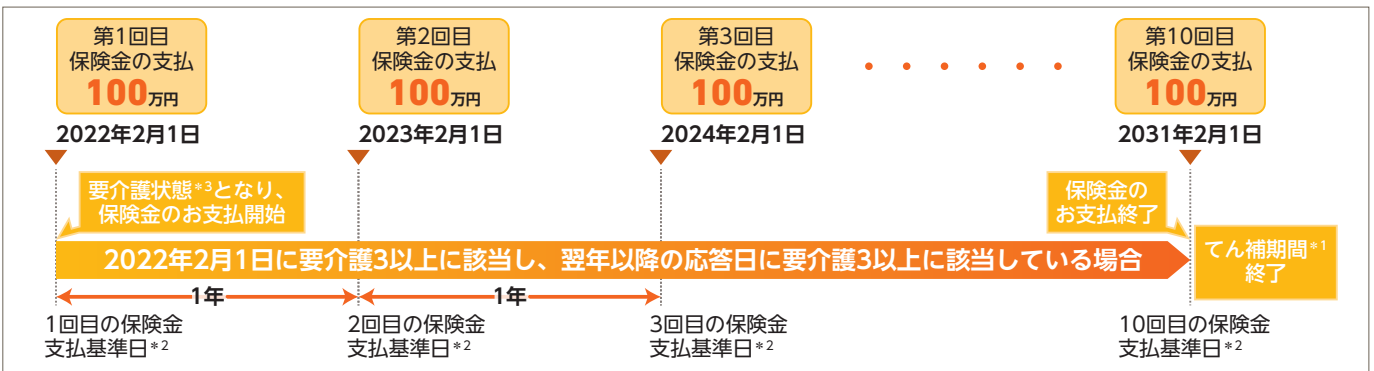 第1回目
保険金の支払
100万円
第2回目
保険金の支払
100万円
第3回目
保険金の支払
100万円
・・・・・・
第10回目
保険金の支払
100万円
2022年2月1日
2023年2月1日
2024年2月1日
2031年2月1日
要介護状態*3となり、
保険金のお支払開始
保険金の
お支払終了
2022年2月1日に要介護3以上に該当し、翌年以降の応答日に要介護3以上に該当している場合
てん補期間*1
終了
1年
1年
1回目の保険金
支払基準日*2
2回目の保険金
支払基準日*2
3回目の保険金
支払基準日*2
10回目の保険金
支払基準日*2